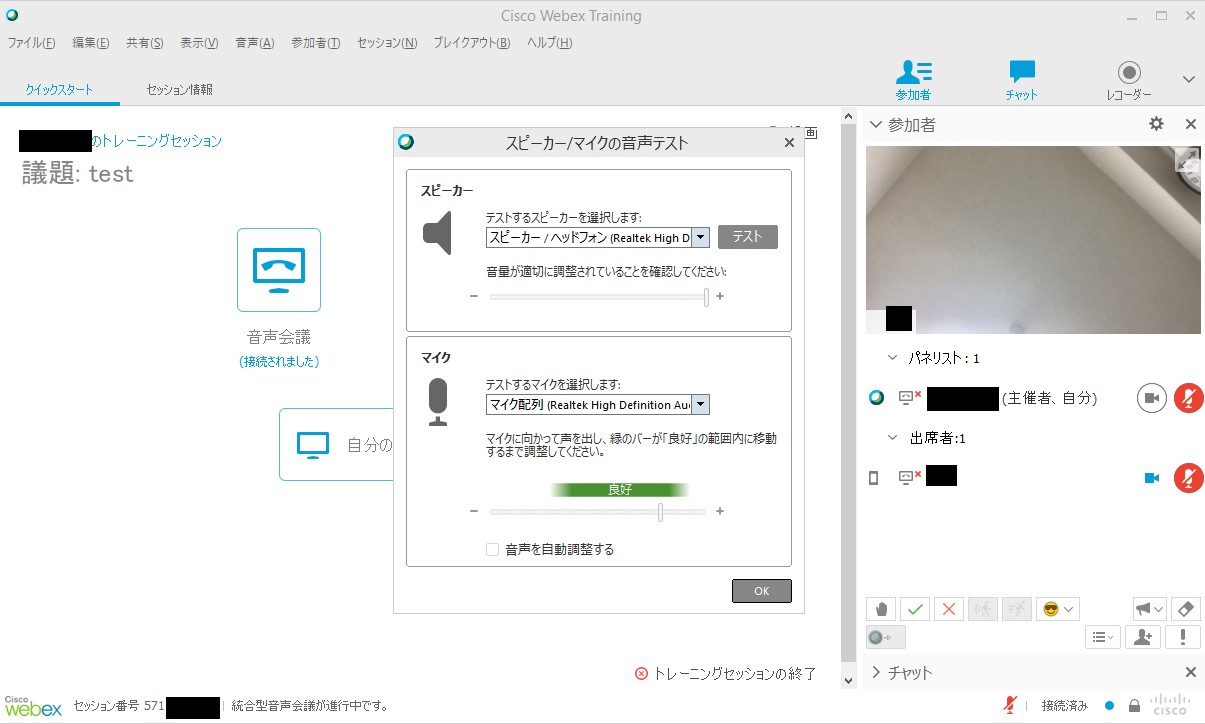 Cisco Webex Training
ファイル(F) 編集(E) 共有(S) 表示(V) 音声(A) 参加者(T) セッション(N) ブレイクアウト(B) ヘルプ(H)
クイックスタート セッション情報
参加者 チャット レコーダー
のトレーニングセッション
議題: test
音声会議
(接続されました)
自分の
画
スピーカー/マイクの音声テスト
スピーカー
テストするスピーカーを選択します:
スピーカー / ヘッドフォン (Realtek High D
テスト
音量が適切に調整されていることを確認してください:
マイク
テストするマイクを選択します:
マイク配列 (Realtek High Definition Au
マイクに向かって声を出し、緑のバーが「良好」の範囲内に移動
するまで調整してください。
良好
音声を自動調整する
OK
トレーニングセッションの終了
参加者
パネリスト: 1
(主催者、自分)
出席者:1
チャット
Cisco
webex
セッション番号 571
統合型音声会議が進行中です。
接続済み
cisco